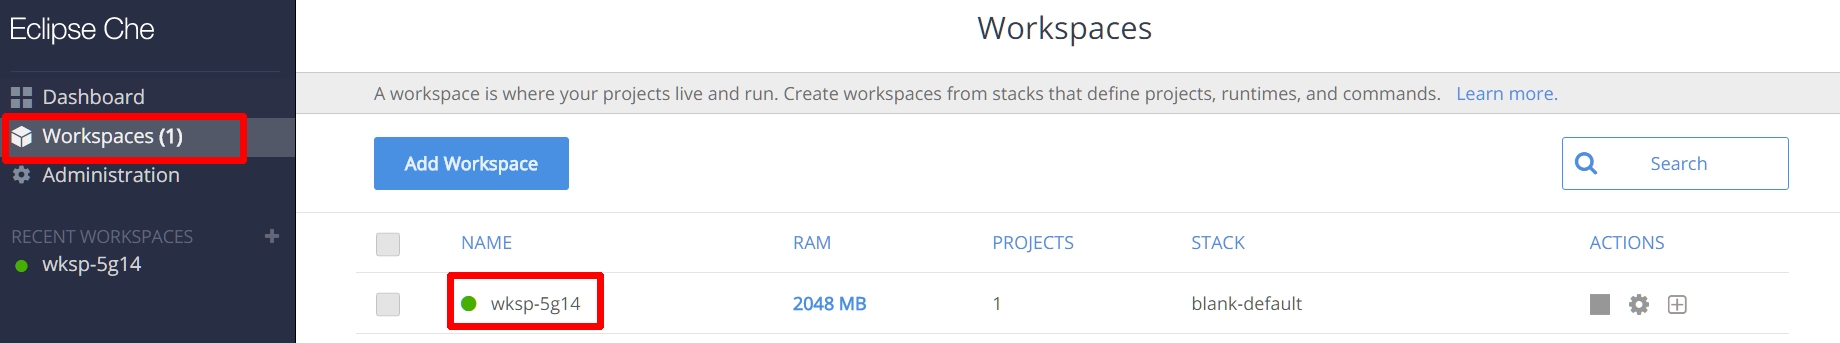 Eclipse Che
Dashboard
Workspaces (1)
Administration
RECENT WORKSPACES
wksp-5g14
Workspaces
A workspace is where your projects live and run. Create workspaces from stacks that define projects, runtimes, and commands. Learn more.
Add Workspace
Search
NAME RAM PROJECTS STACK ACTIONS
wksp-5g14 2048 MB 1 blank-default